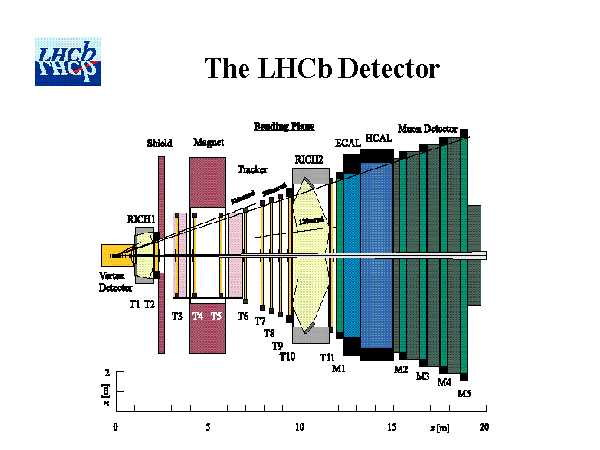 LHCb
The LHCb Detector
Bending Plane
Shield
Magnet
Tracker
RICH2
ECAL
HCAL
Muon Detector
RICH1
Vertex
Detector
T1
T2
T3
T4
T5
T6
T7
T8
T9
T10
T11
M1
M2
M3
M4
M5
2
x [m]
0
5
10
15
z [m]
20